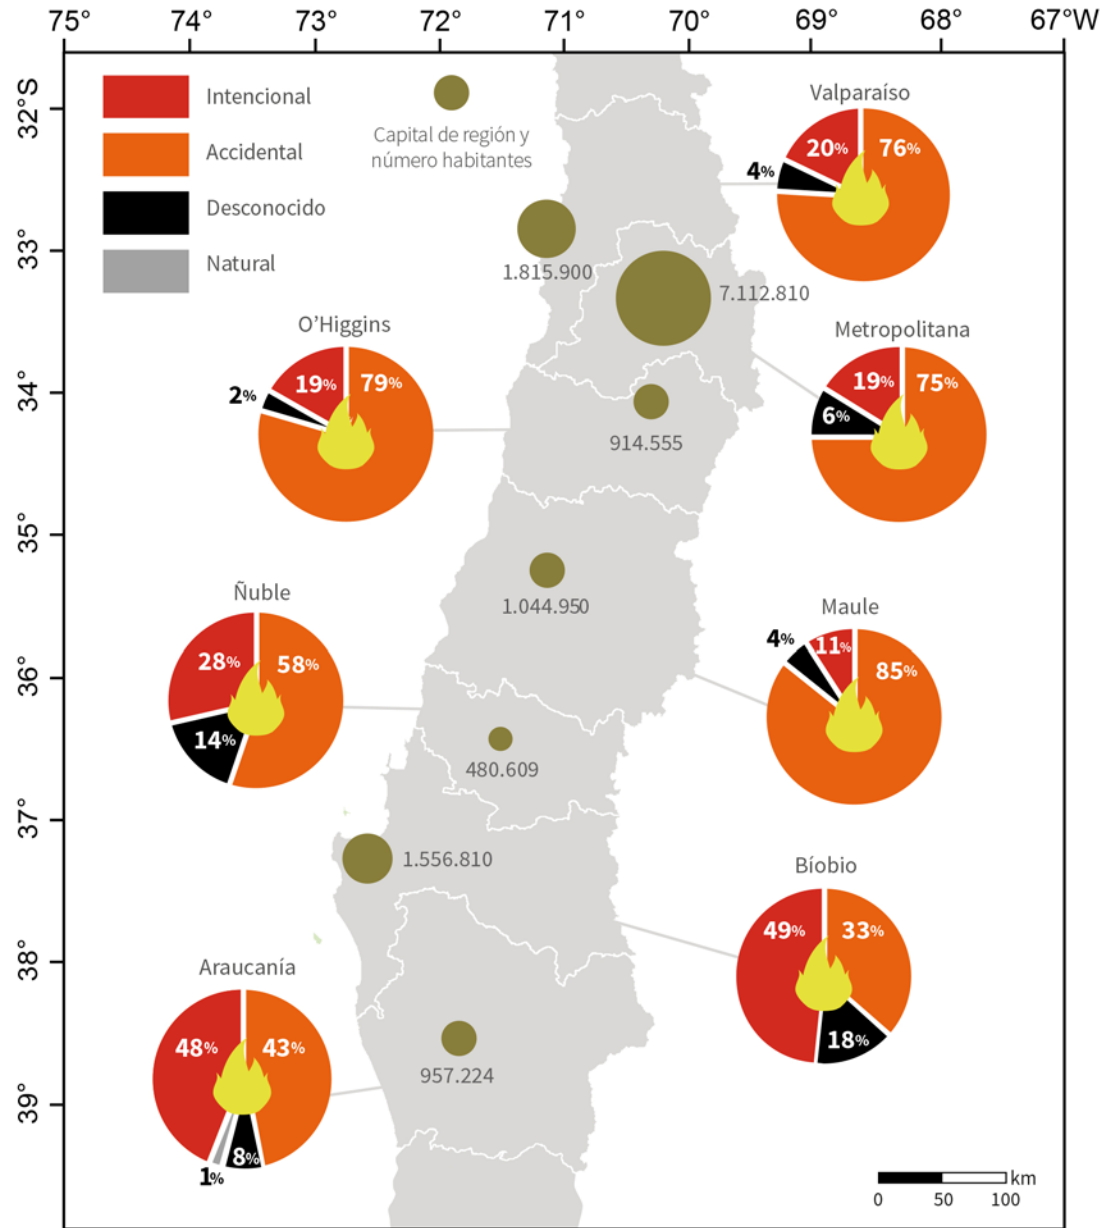 75° 74° 73° 72° 71° 70° 69° 68° 67°W
32°S
33°
34°
35°
36°
37°
38°
39°
Intencional
Accidental
Desconocido
Natural
Capital de región y
número habitantes
Valparaíso
20% 76%
4%
1.815.900
7.112.810
O’Higgins
19% 79%
2%
Metropolitana
19% 75%
6%
914.555
1.044.950
Ñuble
28% 58%
14%
Maule
4% 11%
85%
480.609
1.556.810
Bíobio
49% 33%
18%
Araucanía
48% 43%
8%
1%
957.224
km
0 50 100